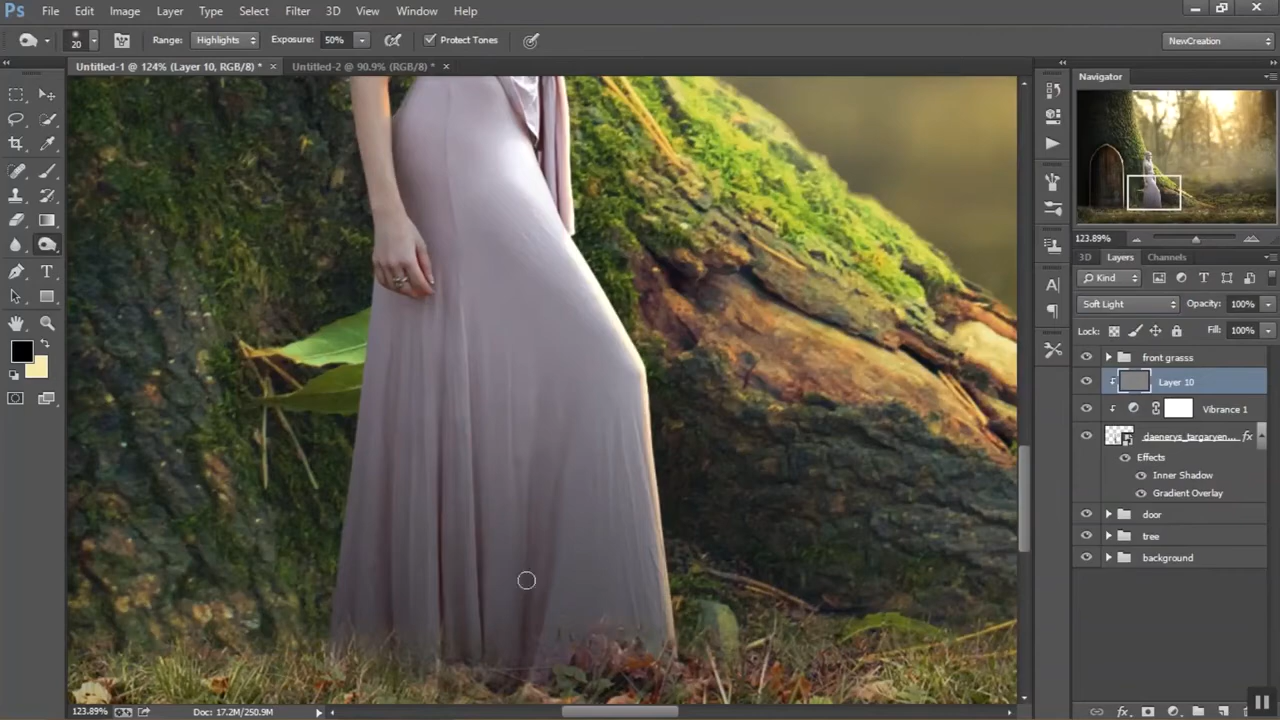 Ps File Edit Image Layer Type Select Filter 3D View Window Help
20 Range: Highlights Exposure: 50% Protect Tones NewCreation
Untitled-1 @ 124% (Layer 10, RGB/8) * × Untitled-2 @ 90.9% (RGB/8) * ×
Navigator
123.89%
3D Layers Channels
Kind
Soft Light Opacity: 100%
Lock: Fill: 100%
front grasss
Layer 10
Vibrance 1
daenerys_targaryen... fx
Effects
Inner Shadow
Gradient Overlay
door
tree
background
123.89% Doc: 17.2M/250.9M